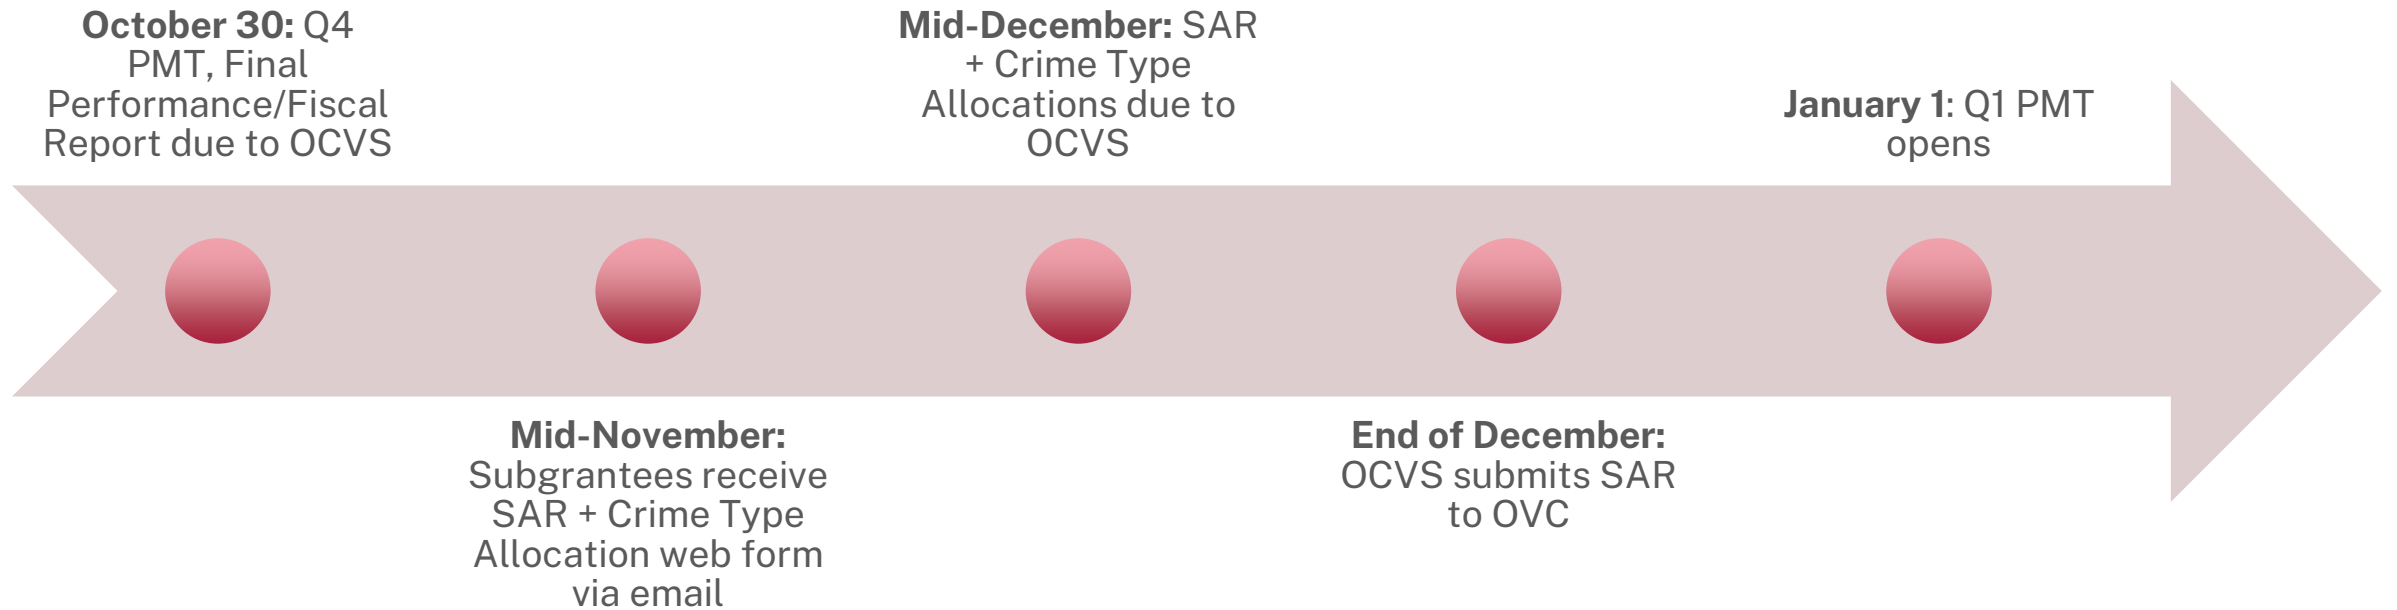 October 30: Q4
PMT, Final
Performance/Fiscal
Report due to OCVS
Mid-November:
Subgrantees receive
SAR + Crime Type
Allocation web form
via email
Mid-December: SAR
+ Crime Type
Allocations due to
OCVS
End of December:
OCVS submits SAR
to OVC
January 1: Q1 PMT
opens